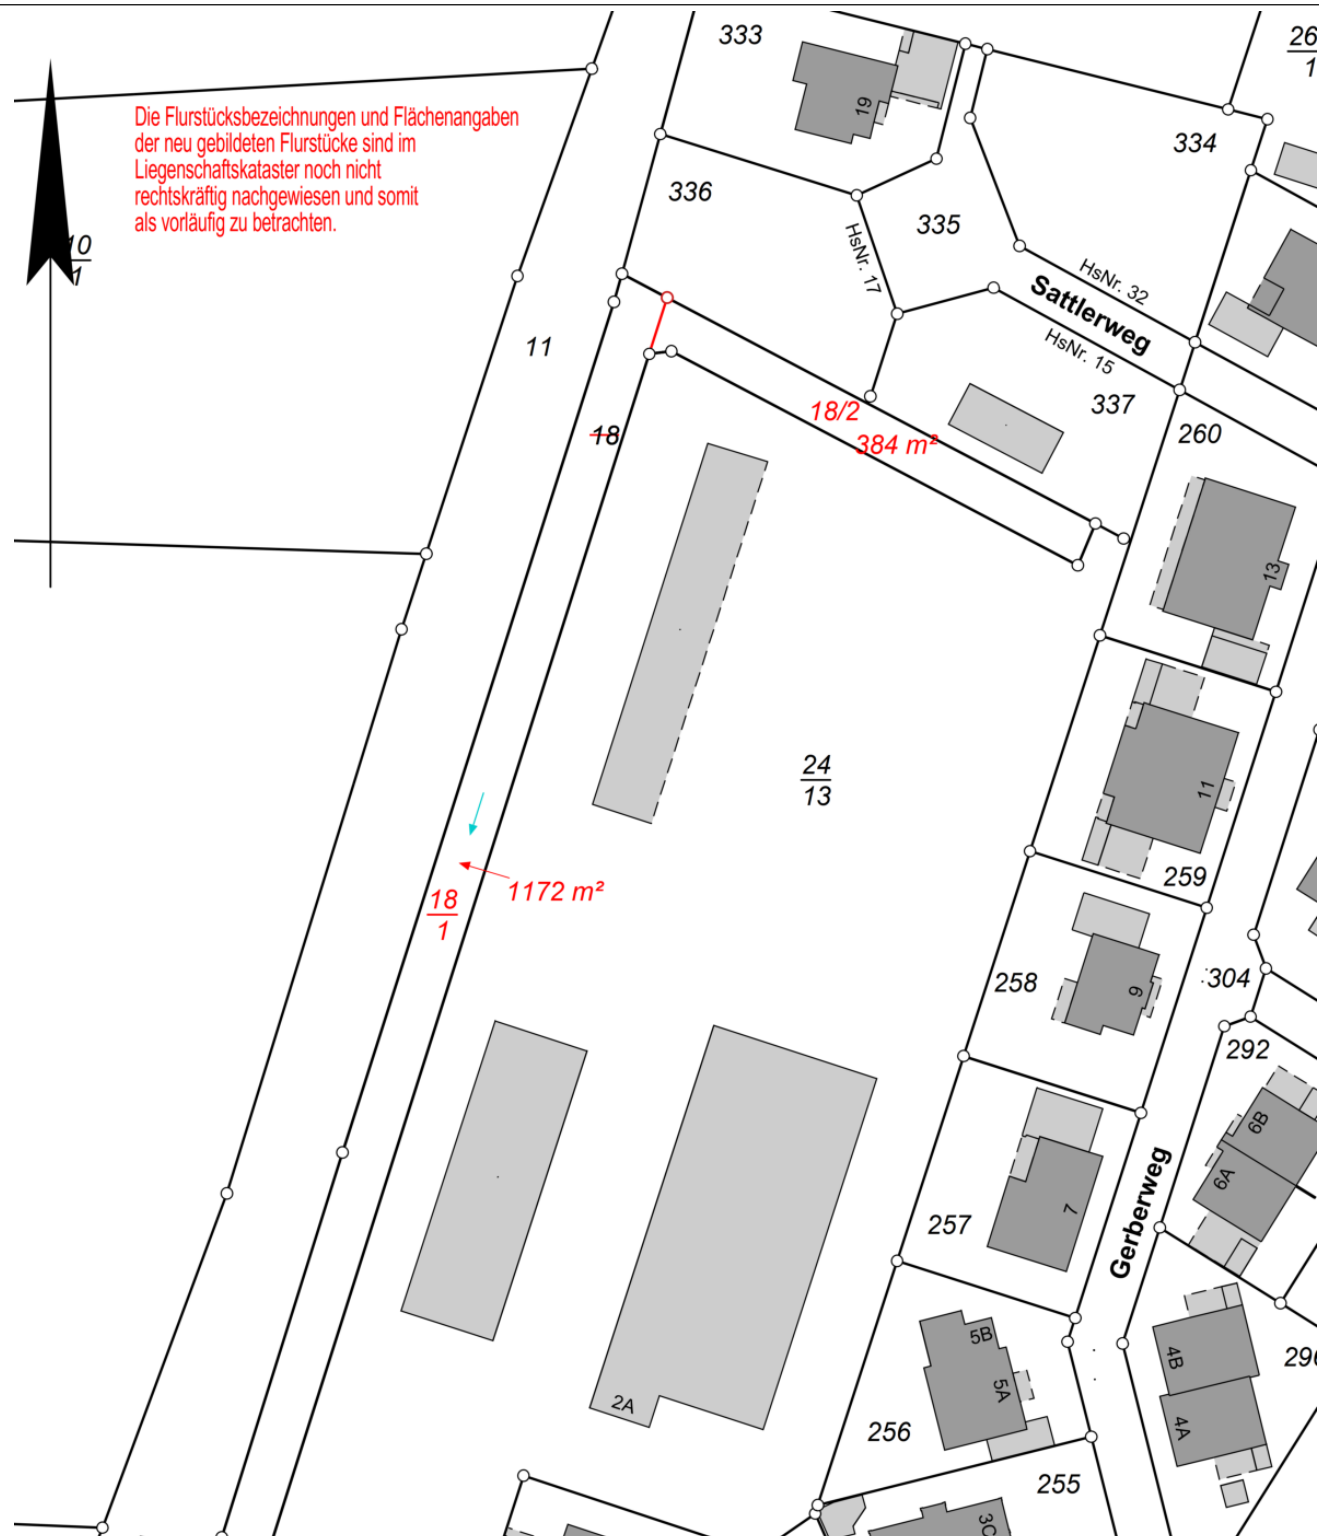 333
26
1
19
Die Flurstücksbezeichnungen und Flächenangaben
der neu gebildeten Flurstücke sind im
Liegenschaftskataster noch nicht
rechtskräftig nachgewiesen und somit
als vorläufig zu betrachten.
334
336
335
10
1
HsNr. 17
HsNr. 32
Sattlerweg
HsNr. 15
11
337
18/2
384 m²
18
260
13
24
13
11
259
1172 m²
18
1
258
9
304
292
6B
6A
7
257
Gerberweg
5B
5A
4B
296
2A
4A
256
255
3C